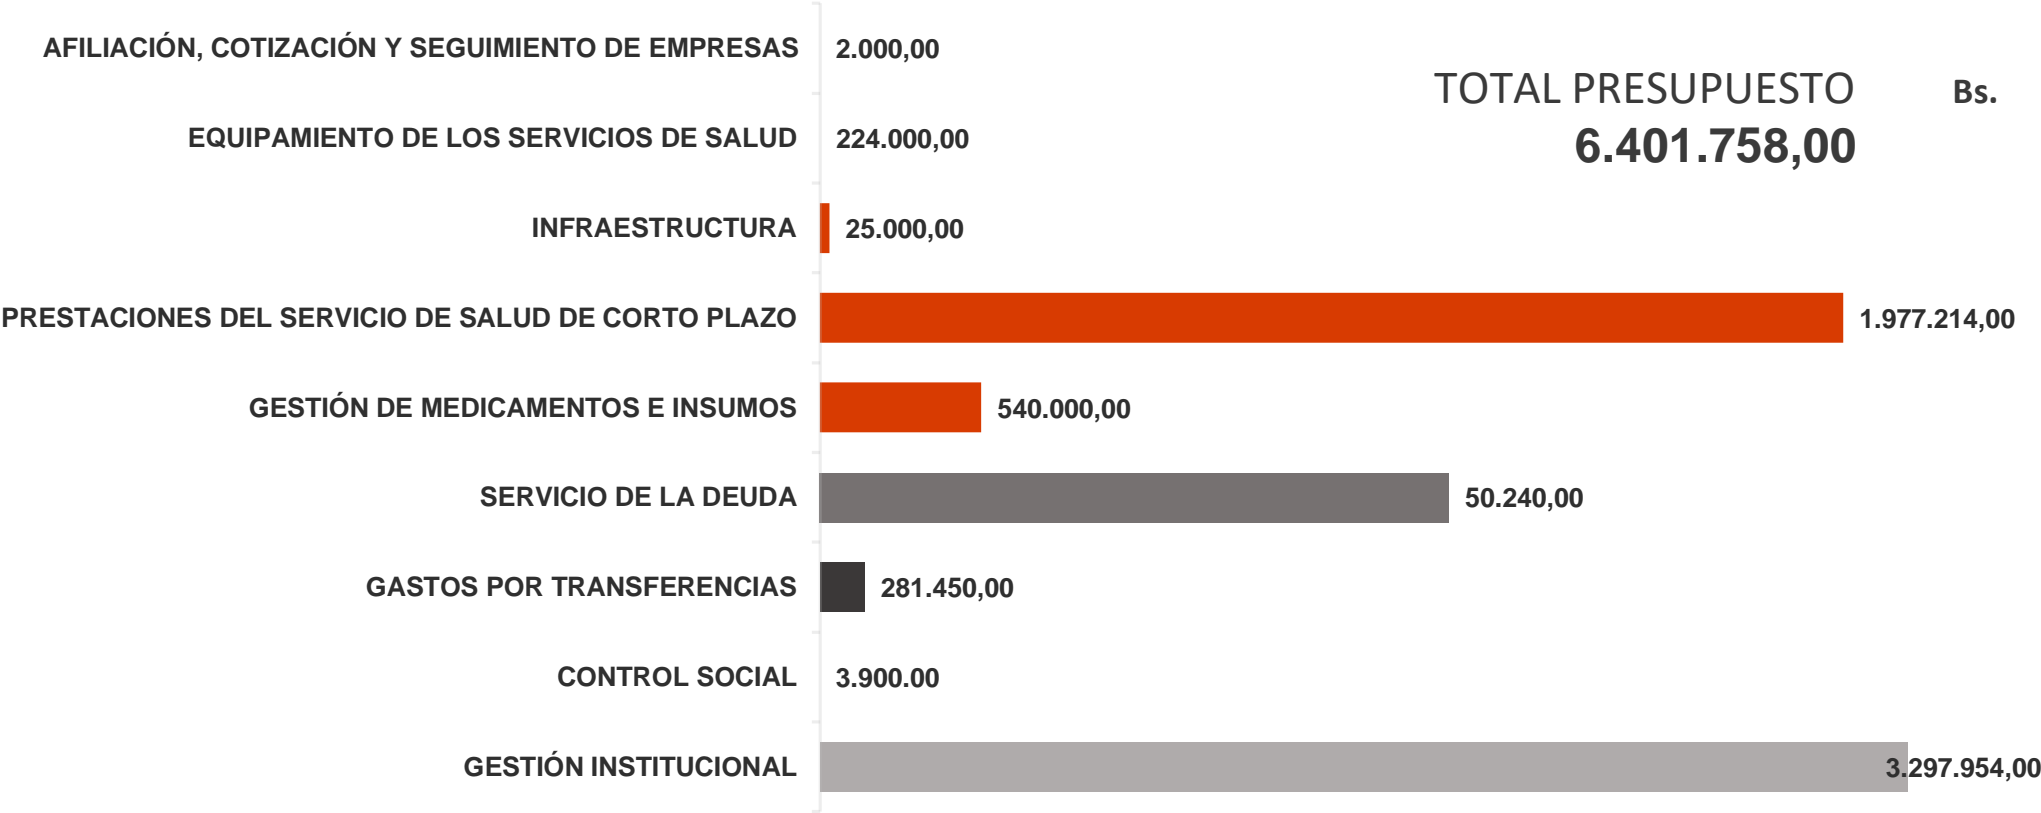 AFILIACIÓN, COTIZACIÓN Y SEGUIMIENTO DE EMPRESAS 2.000,00
TOTAL PRESUPUESTO Bs.
6.401.758,00
EQUIPAMIENTO DE LOS SERVICIOS DE SALUD 224.000,00
INFRAESTRUCTURA 25.000,00
PRESTACIONES DEL SERVICIO DE SALUD DE CORTO PLAZO 1.977.214,00
GESTIÓN DE MEDICAMENTOS E INSUMOS 540.000,00
SERVICIO DE LA DEUDA 50.240,00
GASTOS POR TRANSFERENCIAS 281.450,00
CONTROL SOCIAL 3.900.00
GESTIÓN INSTITUCIONAL 3.297.954,00